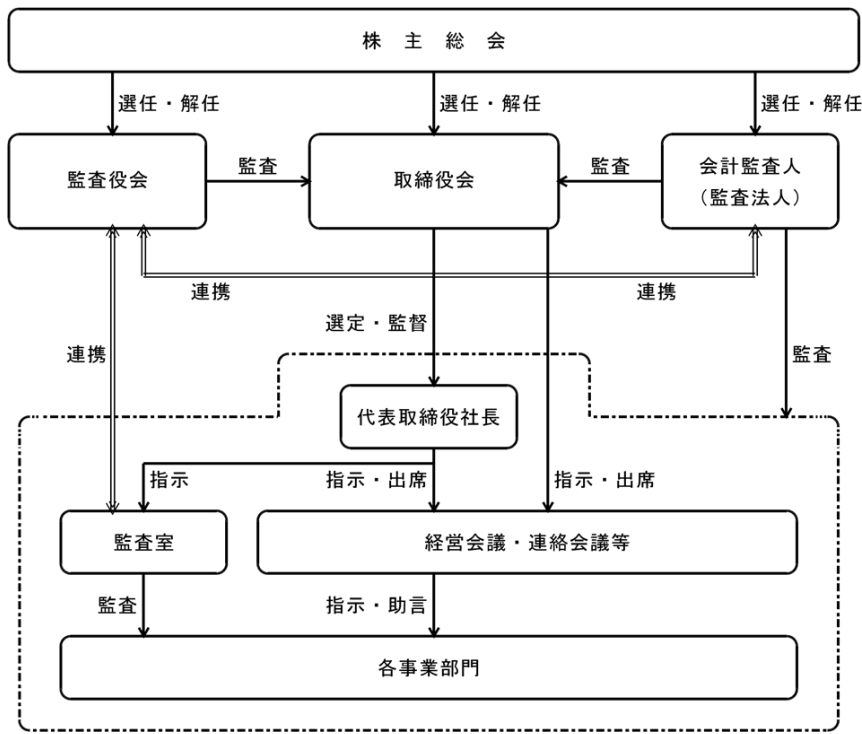 株 主 総 会
選任・解任
選任・解任
選任・解任
監査役会
監査
取締役会
監査
会計監査人
（監査法人）
連携
連携
選定・監督
連携
監査
代表取締役社長
指示
指示・出席
指示・出席
監査室
経営会議・連絡会議等
監査
指示・助言
各事業部門